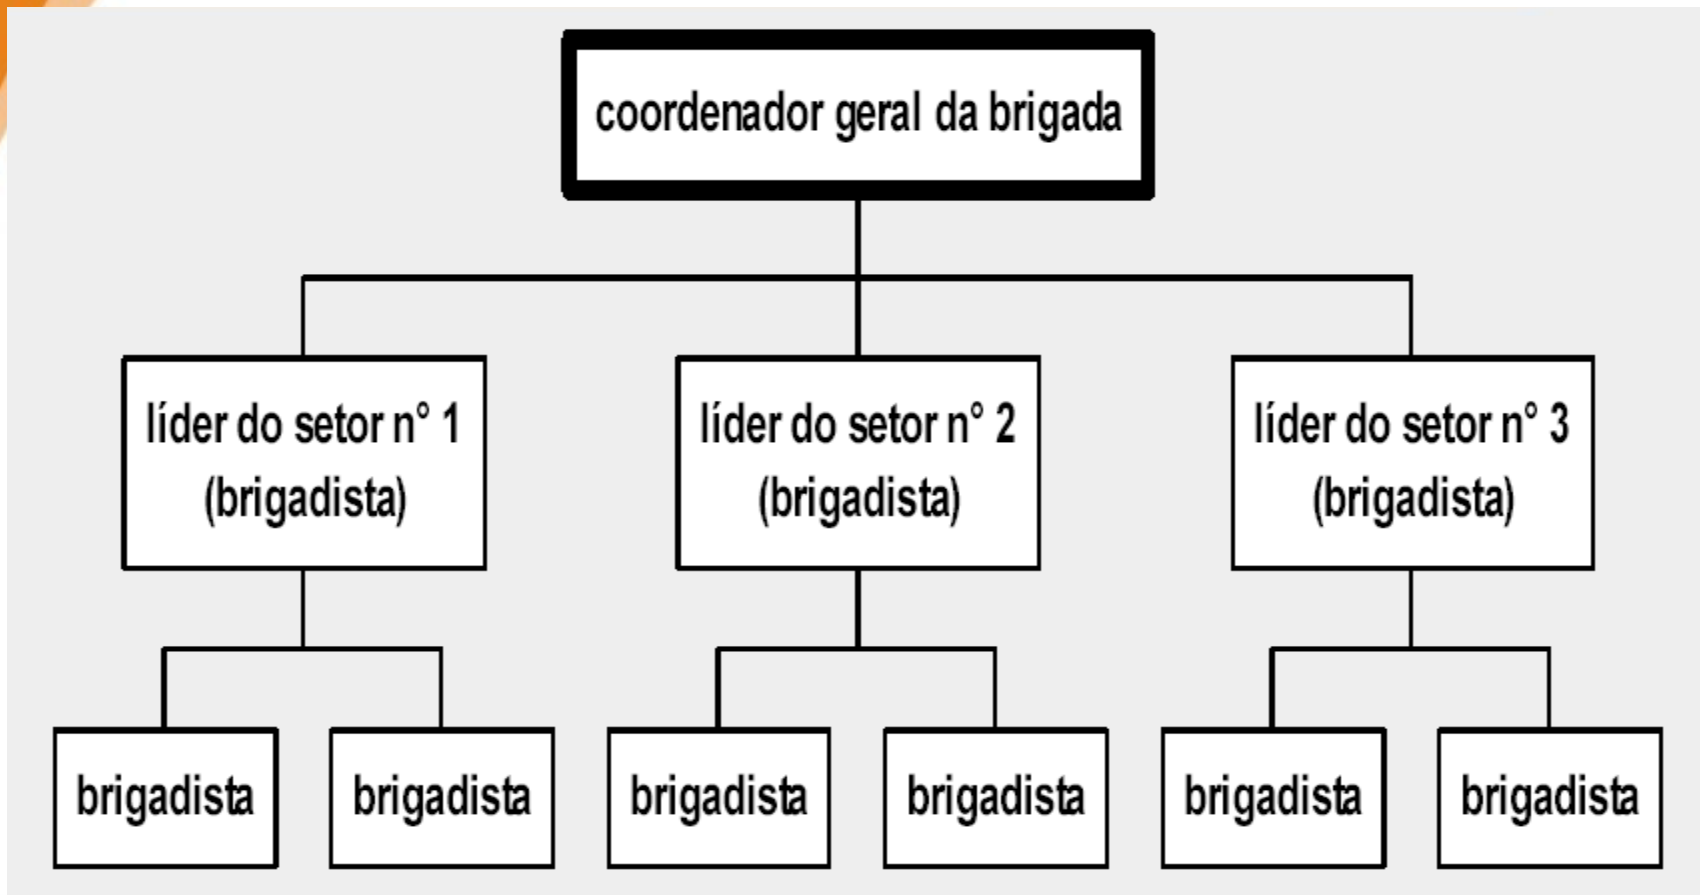 coordenador geral da brigada
líder do setor n° 1
(brigadista)
líder do setor n° 2
(brigadista)
líder do setor n° 3
(brigadista)
brigadista
brigadista
brigadista
brigadista
brigadista
brigadista